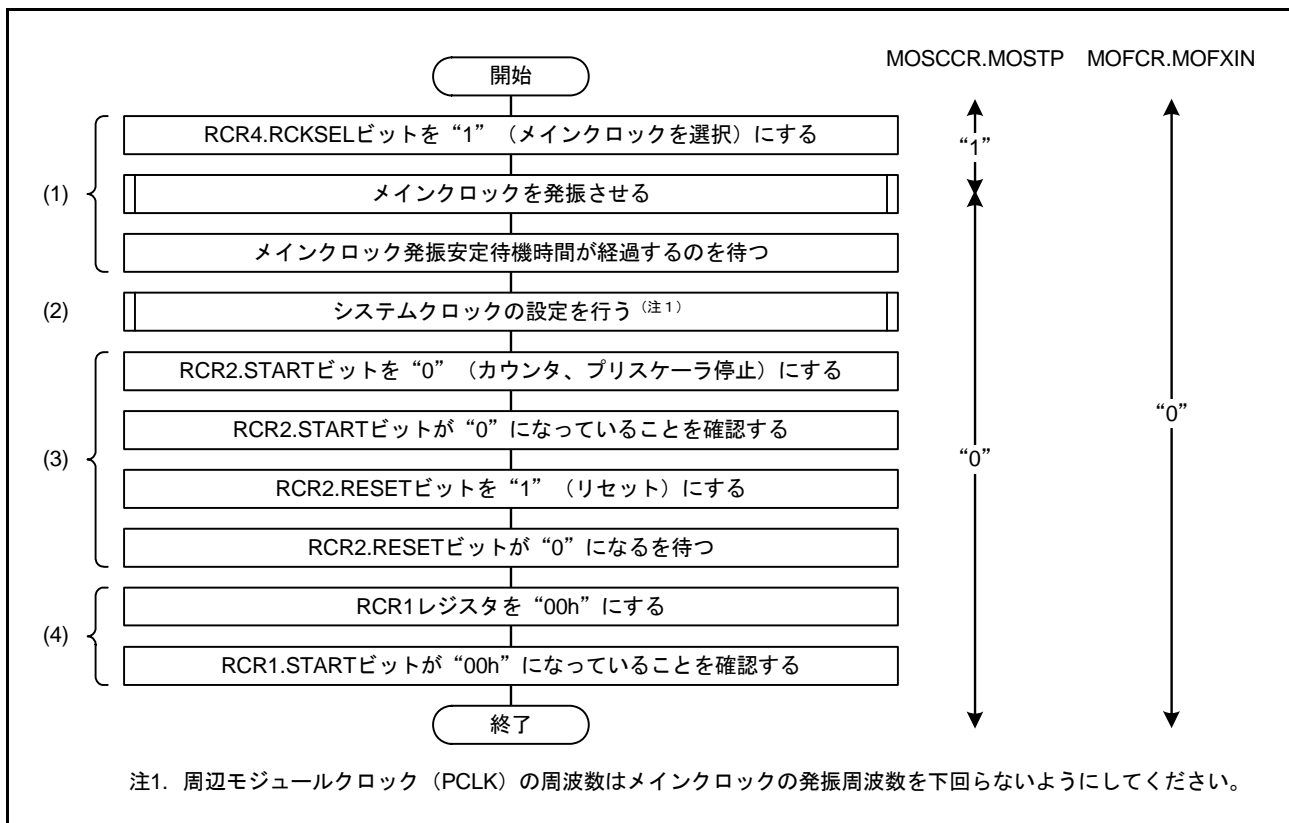 MOSCCR.MOSTP MOFCR.MOFXIN
開始
RCR4.RCKSELビットを“1”（メインクロックを選択）にする
“1”
(1)
メインクロックを発振させる
メインクロック発振安定待機時間が経過するのを待つ
(2)
システムクロックの設定を行う（注1）
RCR2.STARTビットを“0”（カウンタ、プリスケーラ停止）にする
RCR2.STARTビットが“0”になっていることを確認する
(3)
“0”
“0”
RCR2.RESETビットを“1”（リセット）にする
RCR2.RESETビットが“0”になるを待つ
RCR1レジスタを“00h”にする
(4)
RCR1.STARTビットが“00h”になっていることを確認する
終了
注1. 周辺モジュールクロック（PCLK）の周波数はメインクロックの発振周波数を下回らないようにしてください。